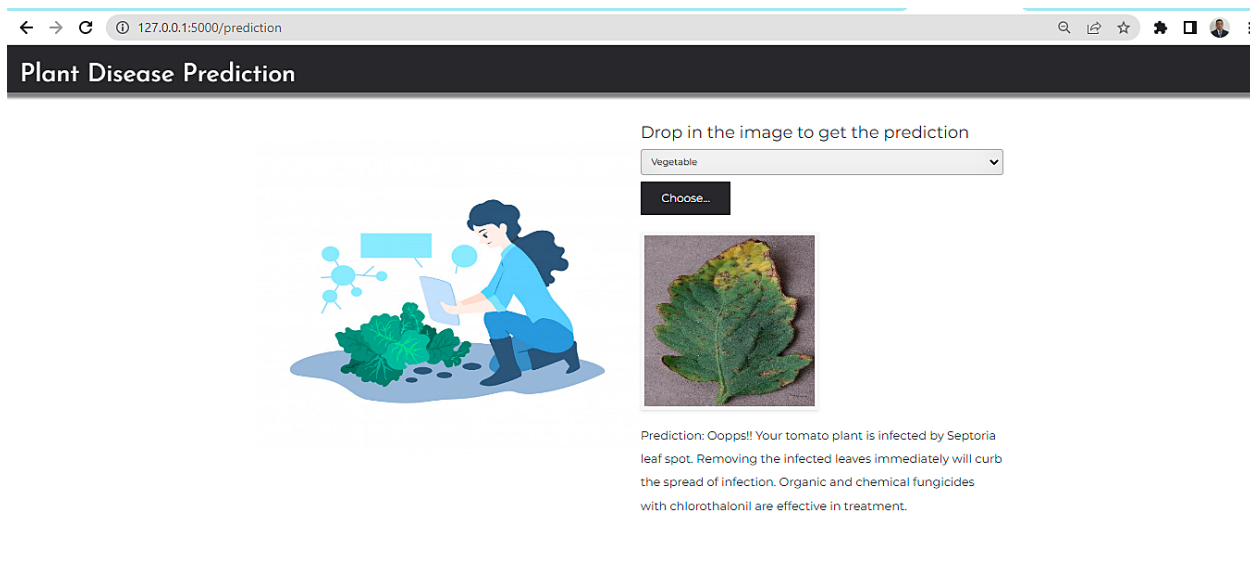 127.0.0.1:5000/prediction
Plant Disease Prediction
Drop in the image to get the prediction
Vegetable
Choose...
Prediction: Oopps!! Your tomato plant is infected by Septoria
leaf spot. Removing the infected leaves immediately will curb
the spread of infection. Organic and chemical fungicides
with chlorothalonil are effective in treatment.